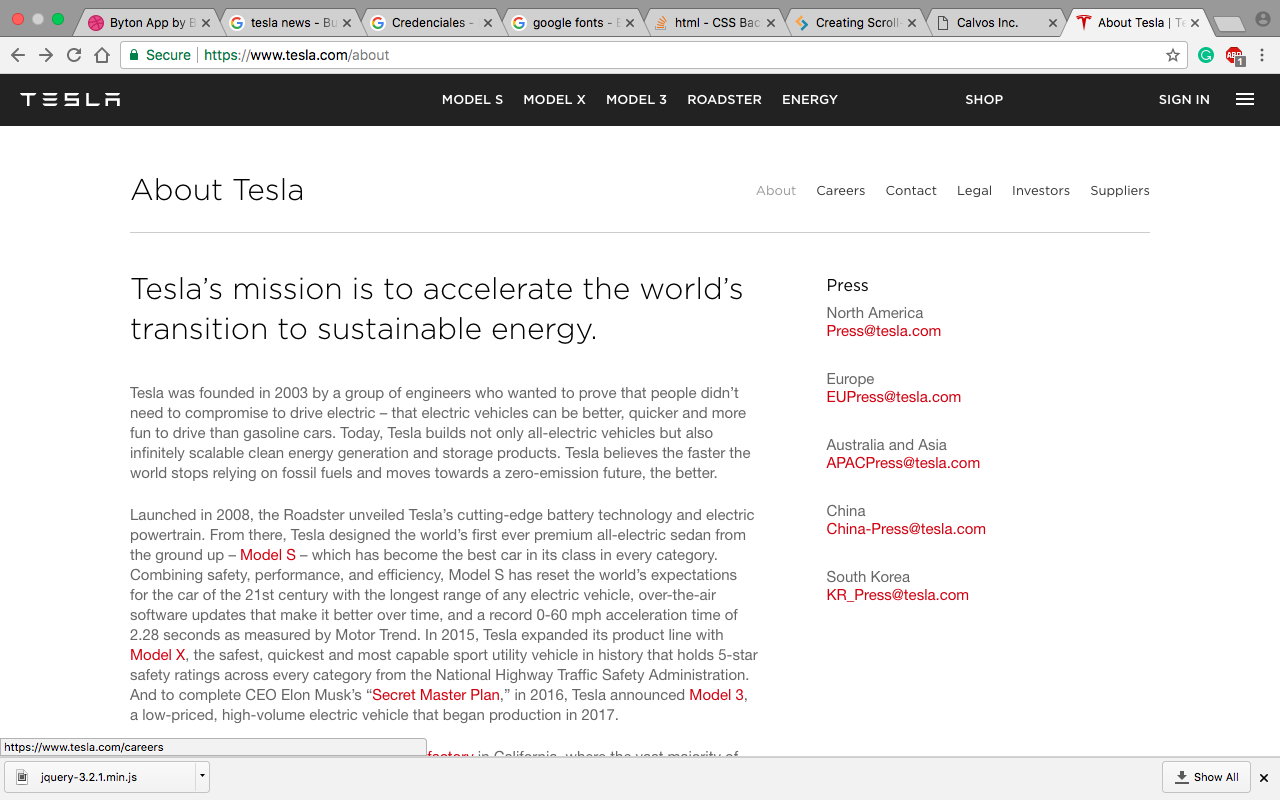 Byton App by B
tesla news - Bu
Credenciales -
google fonts - B
html - CSS Bac
Creating Scroll-
Calvos Inc.
About Tesla | Te
Secure
https://www.tesla.com/about
ABP
1
TESLA
MODEL S
MODEL X
MODEL 3
ROADSTER
ENERGY
SHOP
SIGN IN
About Tesla
About
Careers
Contact
Legal
Investors
Suppliers
Tesla’s mission is to accelerate the world’s
transition to sustainable energy.
Tesla was founded in 2003 by a group of engineers who wanted to prove that people didn’t
need to compromise to drive electric – that electric vehicles can be better, quicker and more
fun to drive than gasoline cars. Today, Tesla builds not only all-electric vehicles but also
infinitely scalable clean energy generation and storage products. Tesla believes the faster the
world stops relying on fossil fuels and moves towards a zero-emission future, the better.
Launched in 2008, the Roadster unveiled Tesla’s cutting-edge battery technology and electric
powertrain. From there, Tesla designed the world’s first ever premium all-electric sedan from
the ground up – Model S – which has become the best car in its class in every category.
Combining safety, performance, and efficiency, Model S has reset the world’s expectations
for the car of the 21st century with the longest range of any electric vehicle, over-the-air
software updates that make it better over time, and a record 0-60 mph acceleration time of
2.28 seconds as measured by Motor Trend. In 2015, Tesla expanded its product line with
Model X, the safest, quickest and most capable sport utility vehicle in history that holds 5-star
safety ratings across every category from the National Highway Traffic Safety Administration.
And to complete CEO Elon Musk’s “Secret Master Plan,” in 2016, Tesla announced Model 3,
a low-priced, high-volume electric vehicle that began production in 2017.
factory in California, where the vast majority of
Press
North America
Press@tesla.com
Europe
EUPress@tesla.com
Australia and Asia
APACPress@tesla.com
China
China-Press@tesla.com
South Korea
KR_Press@tesla.com
https://www.tesla.com/careers
jquery-3.2.1.min.js
Show All